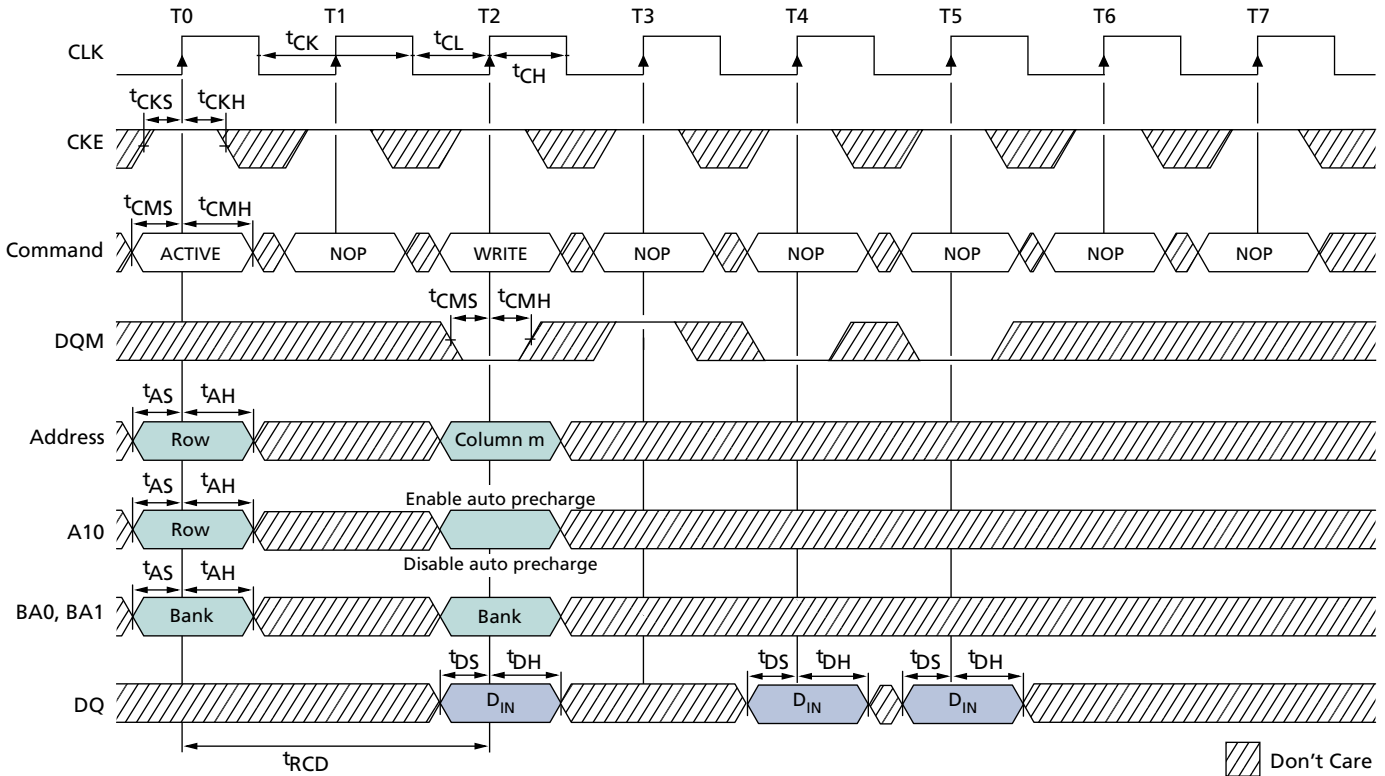 T0 T1 T2 T3 T4 T5 T6 T7
CLK
tCK tCL
tCH
tCKS tCKH
CKE
tCMS tCMH
Command ACTIVE NOP WRITE NOP NOP NOP NOP NOP
tCMS tCMH
DQM
tAS tAH
Address Row Column m
tAS tAH
Enable auto precharge
A10 Row
Disable auto precharge
tAS tAH
BA0, BA1 Bank Bank
tDS tDH tDS tDH tDS tDH
DQ DIN DIN DIN
tRCD
Don't Care